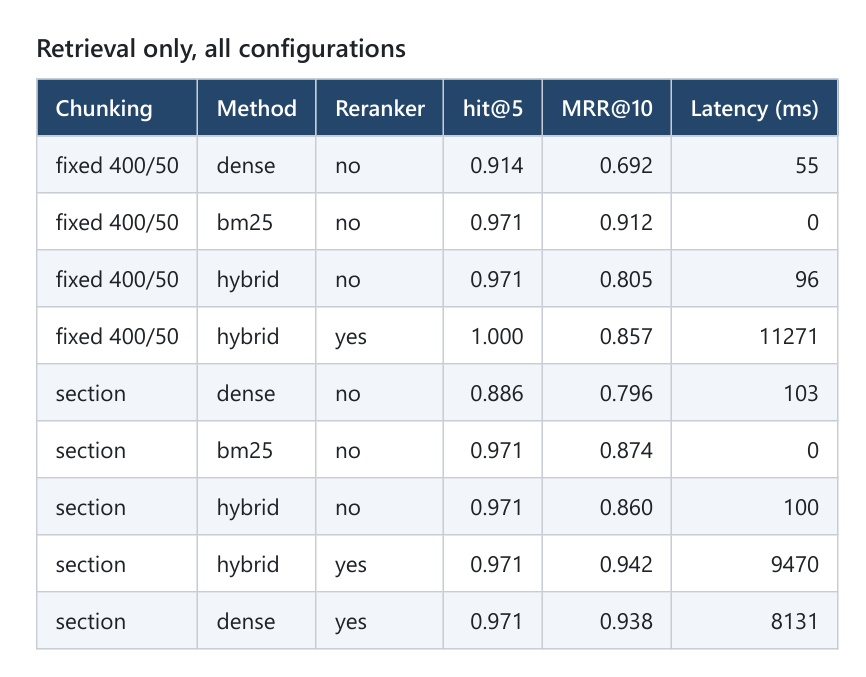 Retrieval only, all configurations
Chunking Method Reranker hit@5 MRR@10 Latency (ms)
fixed 400/50 dense no 0.914 0.692 55
fixed 400/50 bm25 no 0.971 0.912 0
fixed 400/50 hybrid no 0.971 0.805 96
fixed 400/50 hybrid yes 1.000 0.857 11271
section dense no 0.886 0.796 103
section bm25 no 0.971 0.874 0
section hybrid no 0.971 0.860 100
section hybrid yes 0.971 0.942 9470
section dense yes 0.971 0.938 8131